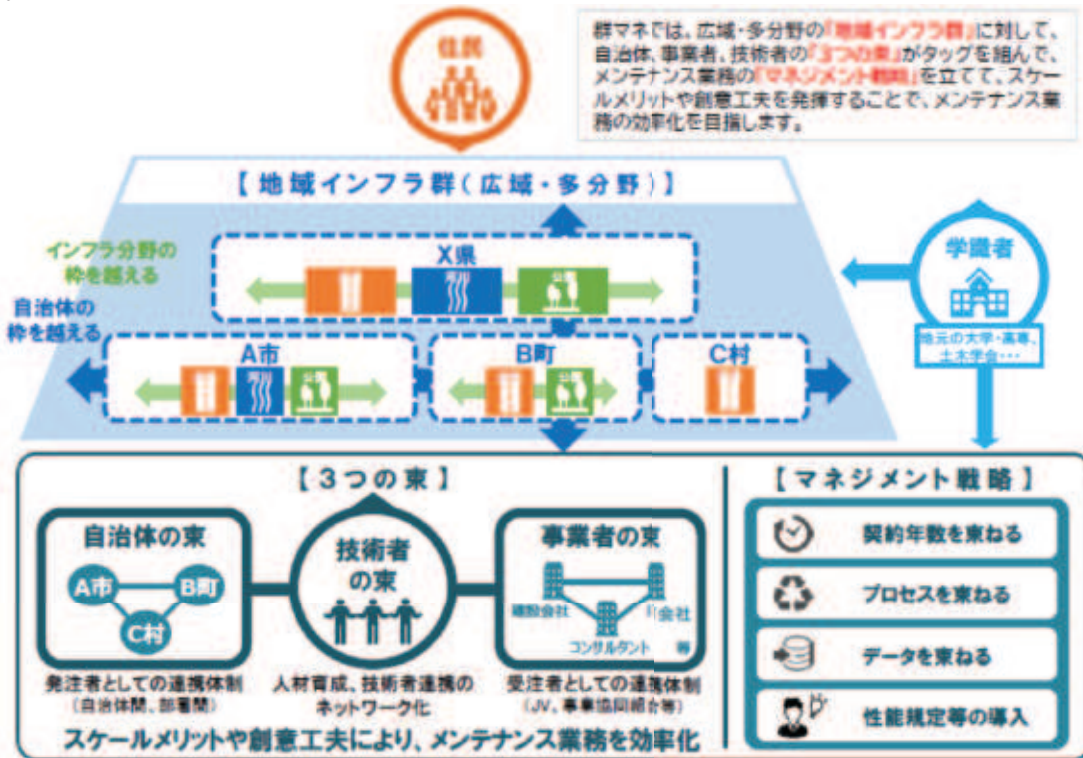 住民
群マネでは、広域・多分野の『地域インフラ群』に対して、
自治体、事業者、技術者の『3つの束』がタッグを組んで、
メンテナンス業務の『マネジメント戦略』を立てて、スケー
ルメリットや創意工夫を発揮することで、メンテナンス業
務の効率化を目指します。
【地域インフラ群(広域・多分野)】
インフラ分野の
枠を越える
X県
公園
学識者
自治体の
枠を越える
地元の大学・高専、
土木学会・・・
A市
B町
C村
河川
公園
公園
【3つの束】
【マネジメント戦略】
自治体の束
A市
B町
C村
技術者
の束
事業者の束
建設会社
会社
コンサルタント 等
契約年数を束ねる
プロセスを束ねる
データを束ねる
性能規定等の導入
発注者としての連携体制
(自治体間、部署間)
人材育成、技術者連携の
ネットワーク化
受注者としての連携体制
(JV、事業協同組合等)
スケールメリットや創意工夫により、メンテナンス業務を効率化